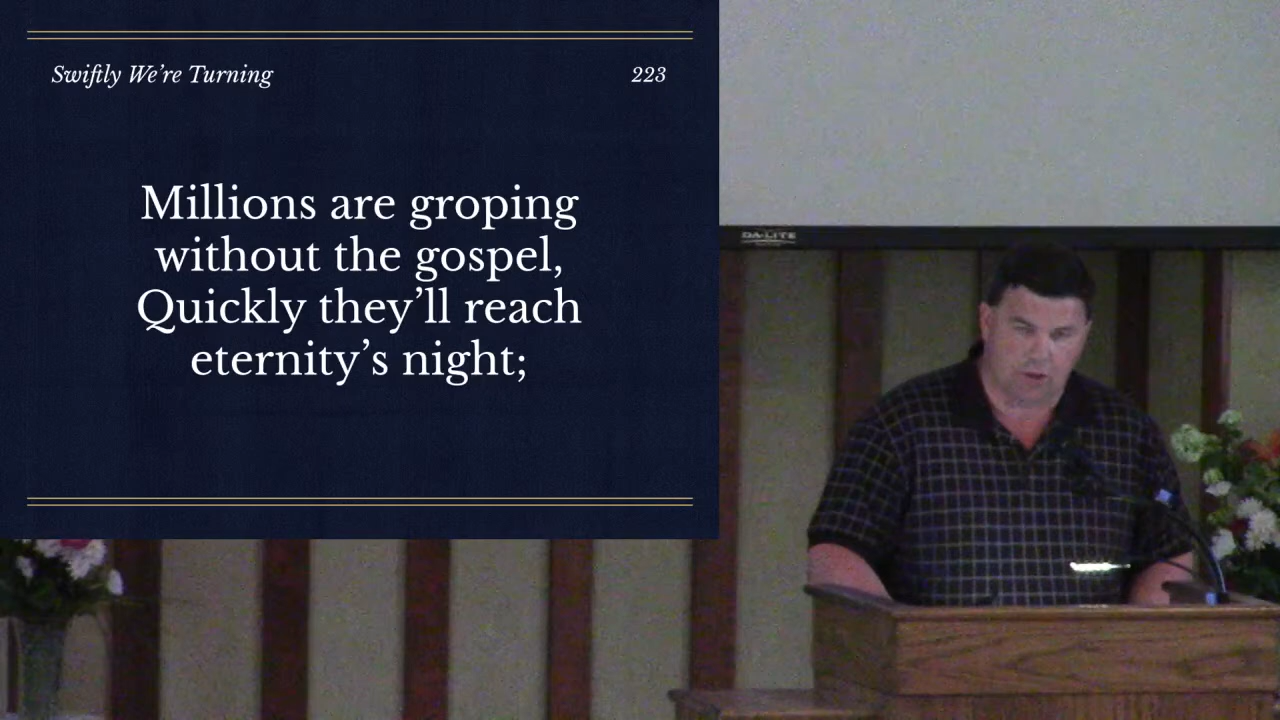 Swiftly We're Turning
223
Millions are groping
without the gospel,
Quickly they'll reach
eternity's night;
DA-LITE